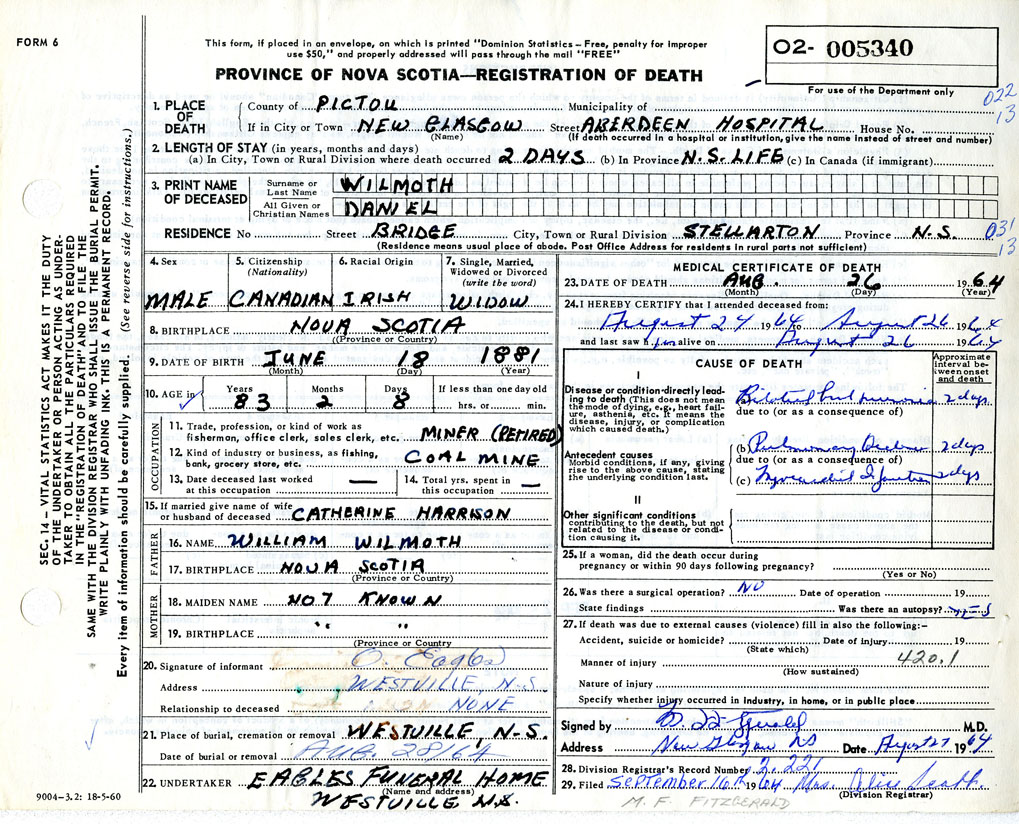 FORM 6
This form, if placed in an envelope, on which is printed "Dominion Statistics – Free, penalty for improper
use $50," and properly addressed will pass through the mail "FREE"
PROVINCE OF NOVA SCOTIA—REGISTRATION OF DEATH
02- 005340
For use of the Department only
022
13
SEC. 14 – VITAL STATISTICS ACT MAKES IT THE DUTY
OF THE UNDERTAKER OR PERSON ACTING AS UNDER-
TAKER TO OBTAIN ALL THE PARTICULARS REQUIRED
IN THE "REGISTRATION OF DEATH" AND TO FILE THE
SAME WITH THE DIVISION REGISTRAR WHO SHALL ISSUE THE BURIAL PERMIT.
WRITE PLAINLY WITH UNFADING INK. THIS IS A PERMANENT RECORD.
Every item of information should be carefully supplied. (See reverse side for instructions.)
1. PLACE OF DEATH
County of PICTOU Municipality of
If in City or Town NEW GLASGOW Street ABERDEEN HOSPITAL House No.
(Name) (If death occurred in a hospital or institution, give the name instead of street and number)
2. LENGTH OF STAY (in years, months and days)
(a) In City, Town or Rural Division where death occurred 2 DAYS (b) In Province N.S. LIFE (c) In Canada (if immigrant)
3. PRINT NAME OF DECEASED
Surname or Last Name WILMOTH
All Given or Christian Names DANIEL
RESIDENCE No Street BRIDGE City, Town or Rural Division STELLARTON Province N.S.
031
13
(Residence means usual place of abode. Post Office Address for residents in rural parts not sufficient)
4. Sex 5. Citizenship (Nationality) 6. Racial Origin 7. Single, Married, Widowed or Divorced (write the word)
MALE CANADIAN IRISH WIDOW
8. BIRTHPLACE NOVA SCOTIA
(Province or Country)
9. DATE OF BIRTH JUNE 18 1881
(Month) (Day) (Year)
10. AGE in Years Months Days If less than one day old
83 2 8 hrs. or min.
OCCUPATION
11. Trade, profession, or kind of work as
fisherman, office clerk, sales clerk, etc. MINER (RETIRED)
12. Kind of industry or business, as fishing,
bank, grocery store, etc. COAL MINE
13. Date deceased last worked at this occupation —
14. Total yrs. spent in this occupation —
15. If married give name of wife
or husband of deceased CATHERINE HARRISON
FATHER
16. NAME WILLIAM WILMOTH
17. BIRTHPLACE NOVA SCOTIA
(Province or Country)
MOTHER
18. MAIDEN NAME NOT KNOWN
19. BIRTHPLACE " "
(Province or Country)
20. Signature of informant O. Eagles
Address WESTVILLE, N-S
Relationship to deceased NONE
21. Place of burial, cremation or removal WESTVILLE, N-S.
Date of burial or removal AUG. 28/64
22. UNDERTAKER EAGLES FUNERAL HOME
(Name and address)
WESTVILLE N.S.
9004–3.2: 18-5-60
MEDICAL CERTIFICATE OF DEATH
23. DATE OF DEATH AUG. 26 1964
(Month) (Day) (Year)
24. I HEREBY CERTIFY that I attended deceased from:
August 24 1964 to August 26 1964
and last saw him alive on August 26 1964
CAUSE OF DEATH
Approximate interval between onset and death
I
Disease or condition directly lead-
ing to death (This does not mean
the mode of dying, e.g., heart fail-
ure, asthenia, etc. It means the
disease, injury, or complication
which caused death.)
(a) Bilateral pneumonia 2 days
due to (or as a consequence of)
Antecedent causes
Morbid conditions, if any, giving
rise to the above cause, stating
the underlying condition last.
(b) Pulmonary Oedema 2 days
due to (or as a consequence of)
(c) Myocardial Infarction 2 days
II
Other significant conditions
contributing to the death, but not
related to the disease or condi-
tion causing it.
25. If a woman, did the death occur during
pregnancy or within 90 days following pregnancy?
(Yes or No)
26. Was there a surgical operation? NO Date of operation 19
State findings Was there an autopsy? YES
27. If death was due to external causes (violence) fill in also the following:-
Accident, suicide or homicide? Date of injury 19
(State which)
420.1
Manner of injury
(How sustained)
Nature of injury
Specify whether injury occurred in Industry, in home, or in public place
Signed by Fitzgerald M.D.
Address New Glasgow NS Date August 27 1964
28. Division Registrar's Record Number 221
29. Filed September 16th 1964 Mrs. Alice
(Division Registrar)
M. F. FITZGERALD